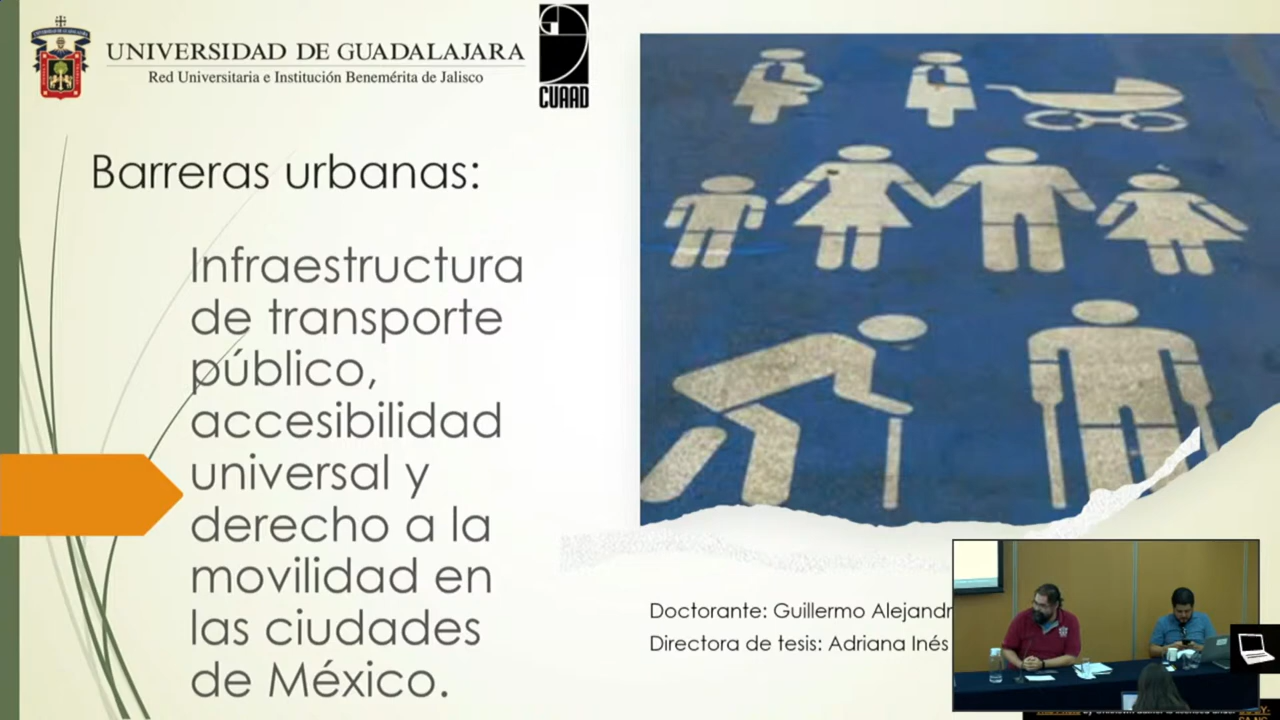 UNIVERSIDAD DE GUADALAJARA
Red Universitaria e Institución Benemérita de Jalisco
CUAAD
Barreras urbanas:
Infraestructura
de transporte
público,
accesibilidad
universal y
derecho a la
movilidad en
las ciudades
de México.
Doctorante: Guillermo Alejandr
Directora de tesis: Adriana Inés